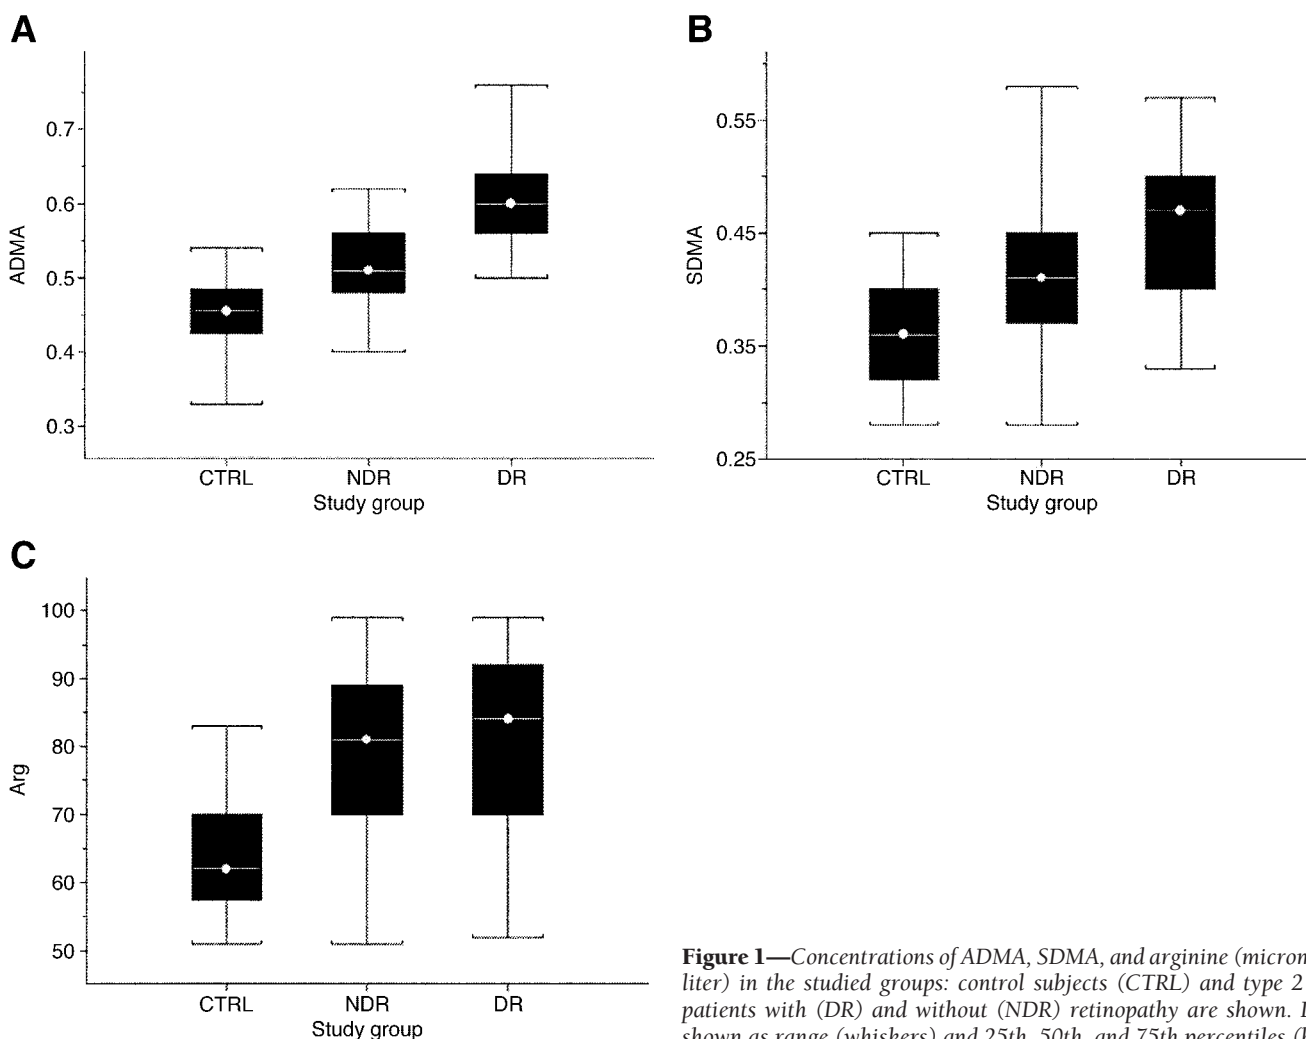 A
ADMA
0.7
0.6
0.5
0.4
0.3
CTRL NDR DR
Study group
B
SDMA
0.55
0.45
0.35
0.25
CTRL NDR DR
Study group
C
Arg
100
90
80
70
60
50
CTRL NDR DR
Study group
Figure 1—Concentrations of ADMA, SDMA, and arginine
liter) in the studied groups: control subjects (CTRL) and type 2
patients with (DR) and without (NDR) retinopathy are shown.
shown as range (whiskers) and 25th, 50th, and 75th percentiles